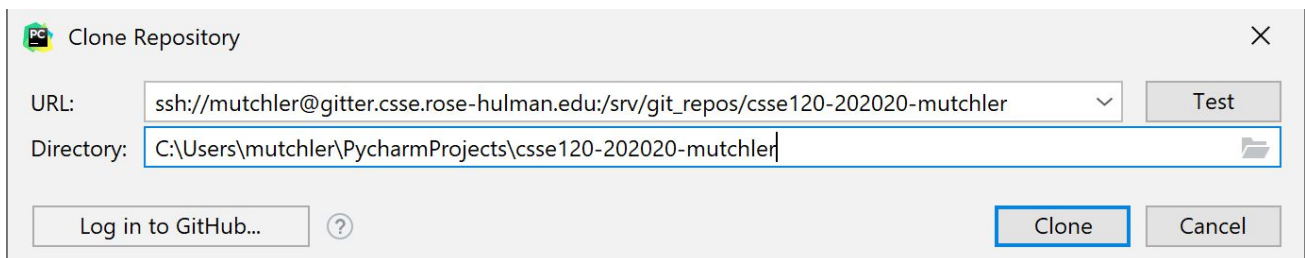 PC Clone Repository
URL: ssh://mutchler@gitter.csse.rose-hulman.edu:/srv/git_repos/csse120-202020-mutchler Test
Directory: C:\Users\mutchler\PycharmProjects\csse120-202020-mutchler
Log in to GitHub... ? Clone Cancel